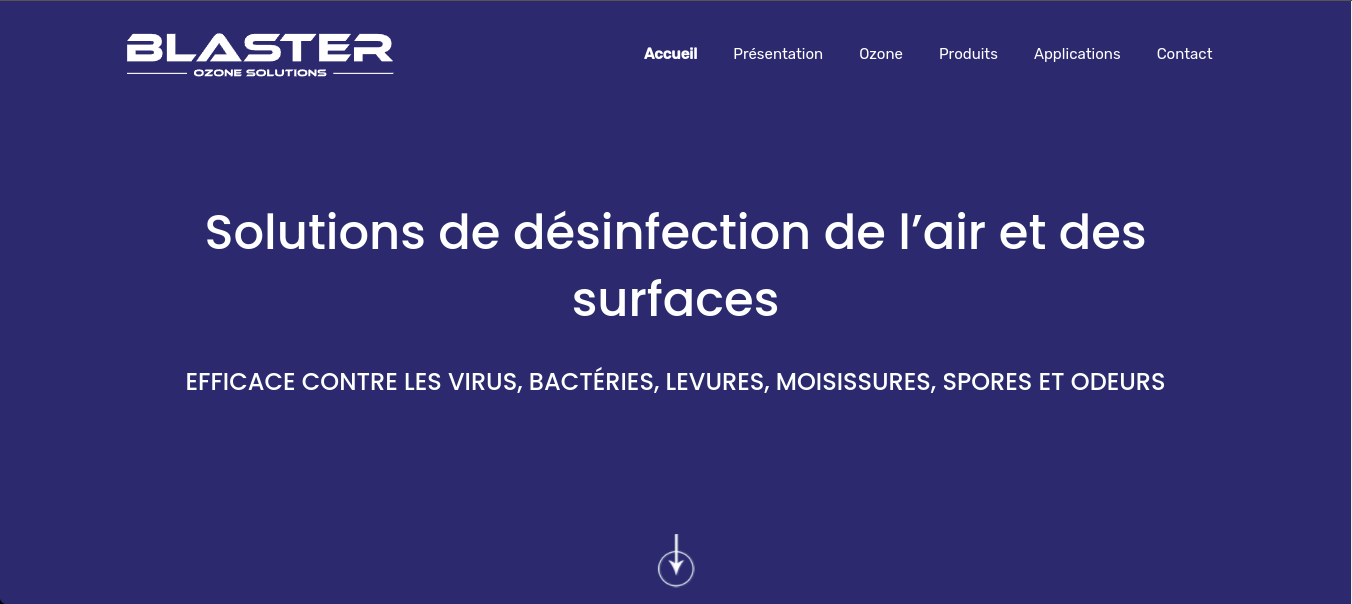 BLASTER
OZONE SOLUTIONS
Accueil Présentation Ozone Produits Applications Contact
Solutions de désinfection de l’air et des
surfaces
EFFICACE CONTRE LES VIRUS, BACTÉRIES, LEVURES, MOISISSURES, SPORES ET ODEURS